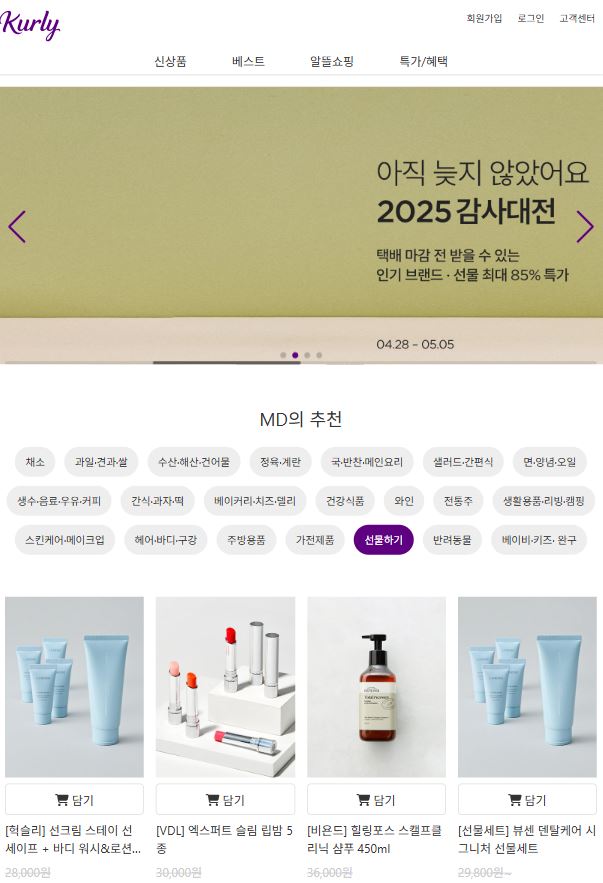 Kurly
회원가입 로그인 고객센터
신상품 베스트 알뜰쇼핑 특가/혜택
아직 늦지 않았어요
2025 감사대전
택배 마감 전 받을 수 있는
인기 브랜드 · 선물 최대 85% 특가
04.28 – 05.05
MD의 추천
채소 과일·견과·쌀 수산·해산·건어물 정육·계란 국·반찬·메인요리 샐러드·간편식 면·양념·오일
생수·음료·우유·커피 간식·과자·떡 베이커리·치즈·델리 건강식품 와인 전통주 생활용품·리빙·캠핑
스킨케어·메이크업 헤어·바디·구강 주방용품 가전제품 선물하기 반려동물 베이비·키즈· 완구
담기 담기 담기 담기
[헉슬리] 선크림 스테이 선
세이프 + 바디 워시&로션...
28,000원
[VDL] 엑스퍼트 슬림 립밤 5
종
30,000원
[비욘드] 힐링포스 스캘프클
리닉 샴푸 450ml
36,000원
[선물세트] 뷰센 덴탈케어 시
그니처 선물세트
29,800원~